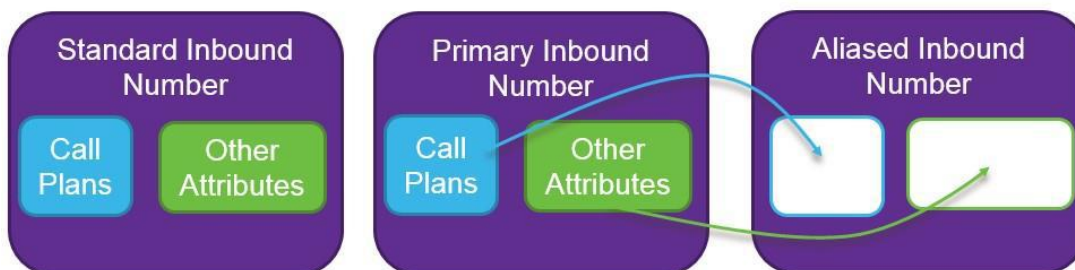 Standard Inbound
Number
Call
Plans
Other
Attributes
Primary Inbound
Number
Call
Plans
Other
Attributes
Aliased Inbound
Number